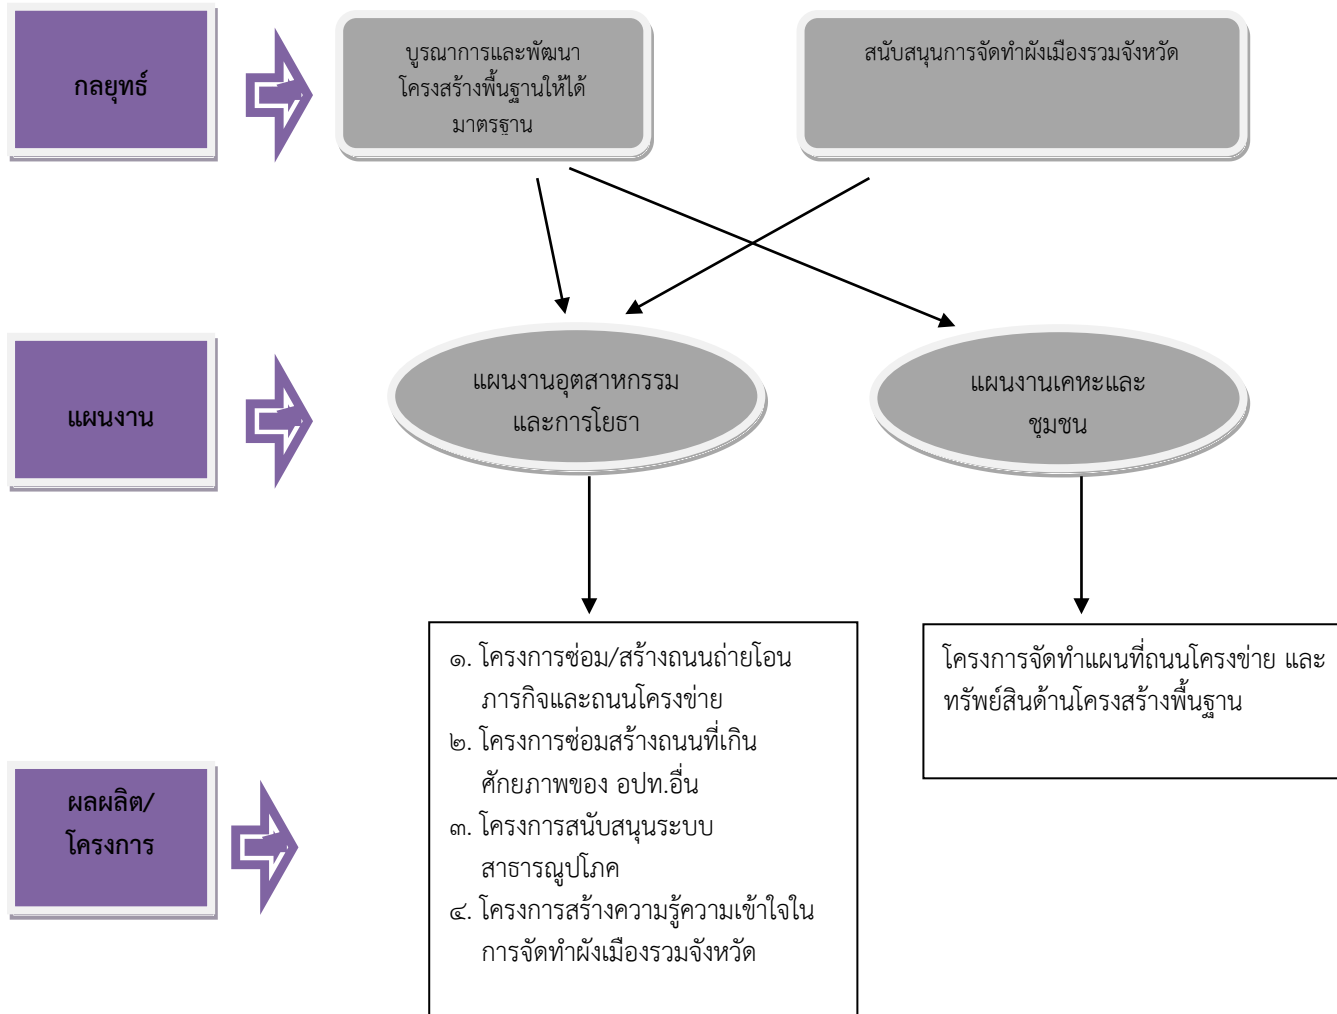 กลยุทธ์
บูรณาการและพัฒนา
โครงสร้างพื้นฐานให้ได้
มาตรฐาน
สนับสนุนการจัดทำผังเมืองรวมจังหวัด
แผนงาน
แผนงานอุตสาหกรรม
และการโยธา
แผนงานเคหะและ
ชุมชน
ผลผลิต/
โครงการ
๑. โครงการซ่อม/สร้างถนนถ่ายโอน
ภารกิจและถนนโครงข่าย
๒. โครงการซ่อมสร้างถนนที่เกิน
ศักยภาพของ อปท.อื่น
๓. โครงการสนับสนุนระบบ
สาธารณูปโภค
๔. โครงการสร้างความรู้ความเข้าใจใน
การจัดทำผังเมืองรวมจังหวัด
โครงการจัดทำแผนที่ถนนโครงข่าย และ
ทรัพย์สินด้านโครงสร้างพื้นฐาน